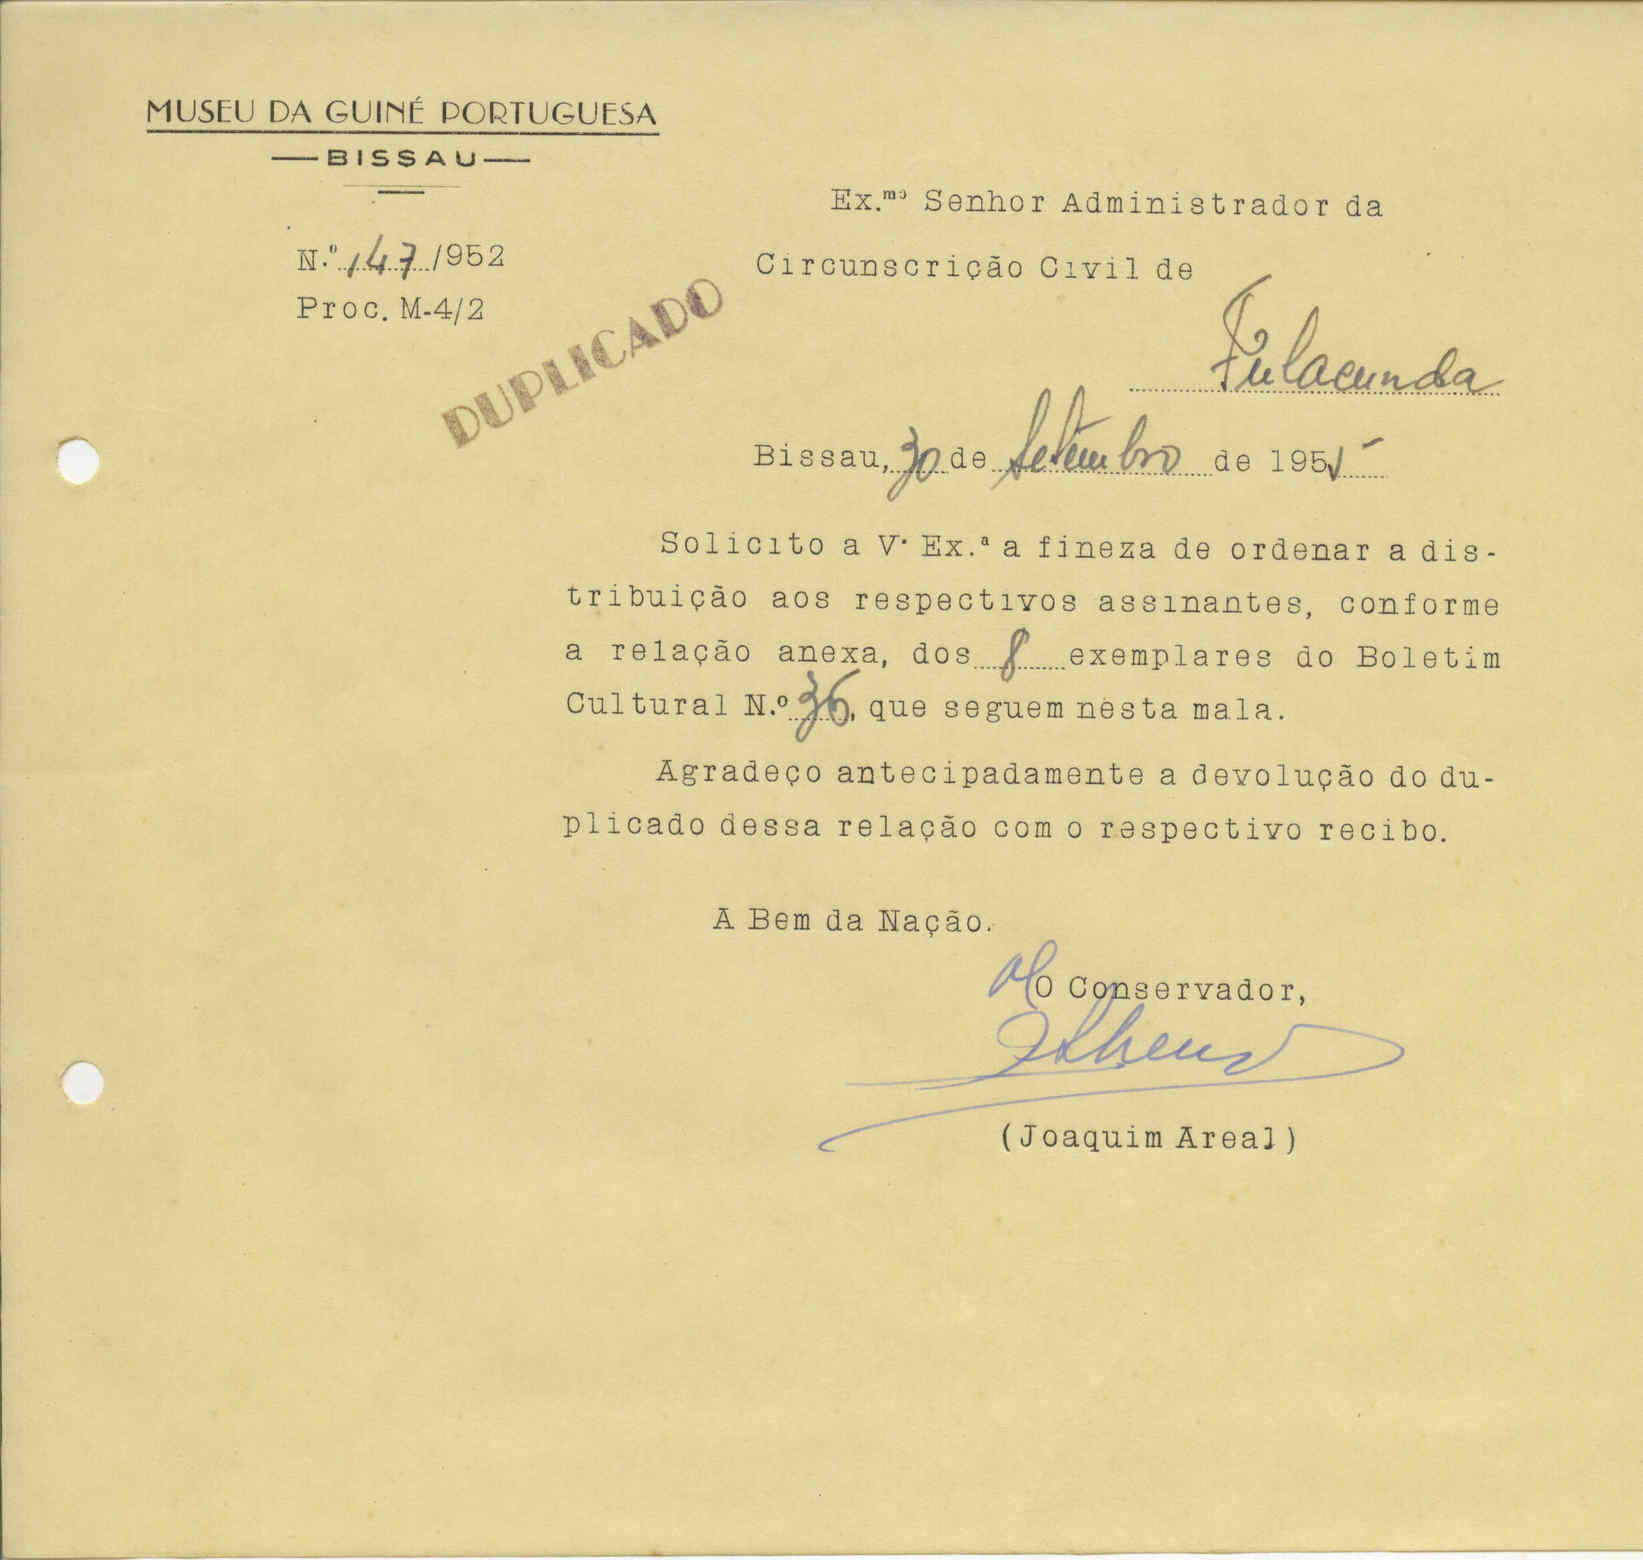 MUSEU DA GUINÉ PORTUGUESA
BISSAU
N.º 147/952
Proc. M-4/2
DUPLICADO
Ex.mo Senhor Administrador da
Circunscrição Civil de
Fulacunda
Bissau, 30 de Setembro de 1955
Solicito a V. Ex.ª a fineza de ordenar a dis-
tribuição aos respectivos assinantes, conforme
a relação anexa, dos 8 exemplares do Boletim
Cultural N.º 36, que seguem nesta mala.
Agradeço antecipadamente a devolução do du-
plicado dessa relação com o respectivo recibo.
A Bem da Nação.
O Conservador,
(Joaquim Areal)